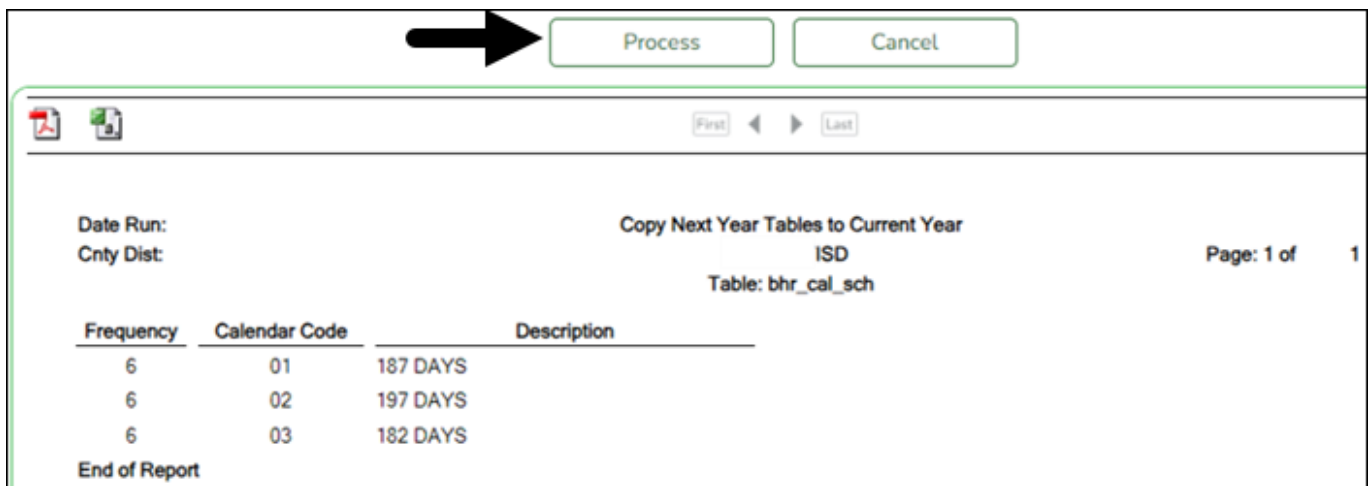 Process Cancel
First Last
Date Run: Copy Next Year Tables to Current Year
Cnty Dist: ISD Page: 1 of 1
Table: bhr_cal_sch
Frequency Calendar Code Description
6 01 187 DAYS
6 02 197 DAYS
6 03 182 DAYS
End of Report